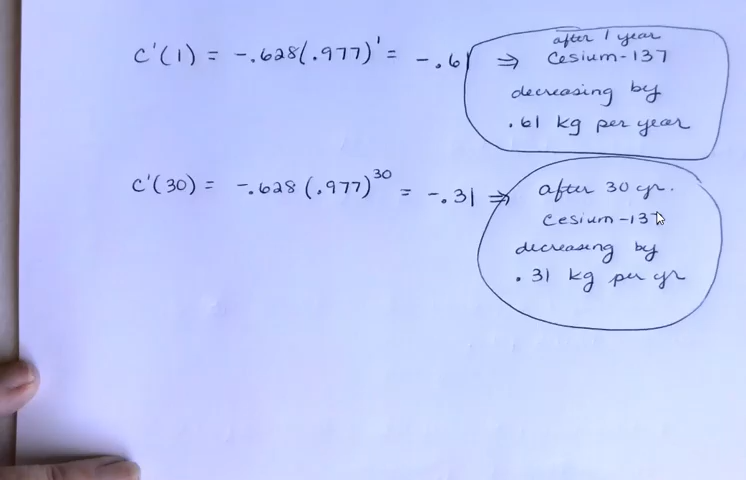 C'(1) = -.628(.977)¹ = -.61 ⇒ after 1 year
Cesium-137
decreasing by
.61 kg per year
C'(30) = -.628 (.977)³⁰ = -.31 ⇒ after 30 yr.
Cesium-137
decreasing by
.31 kg per yr